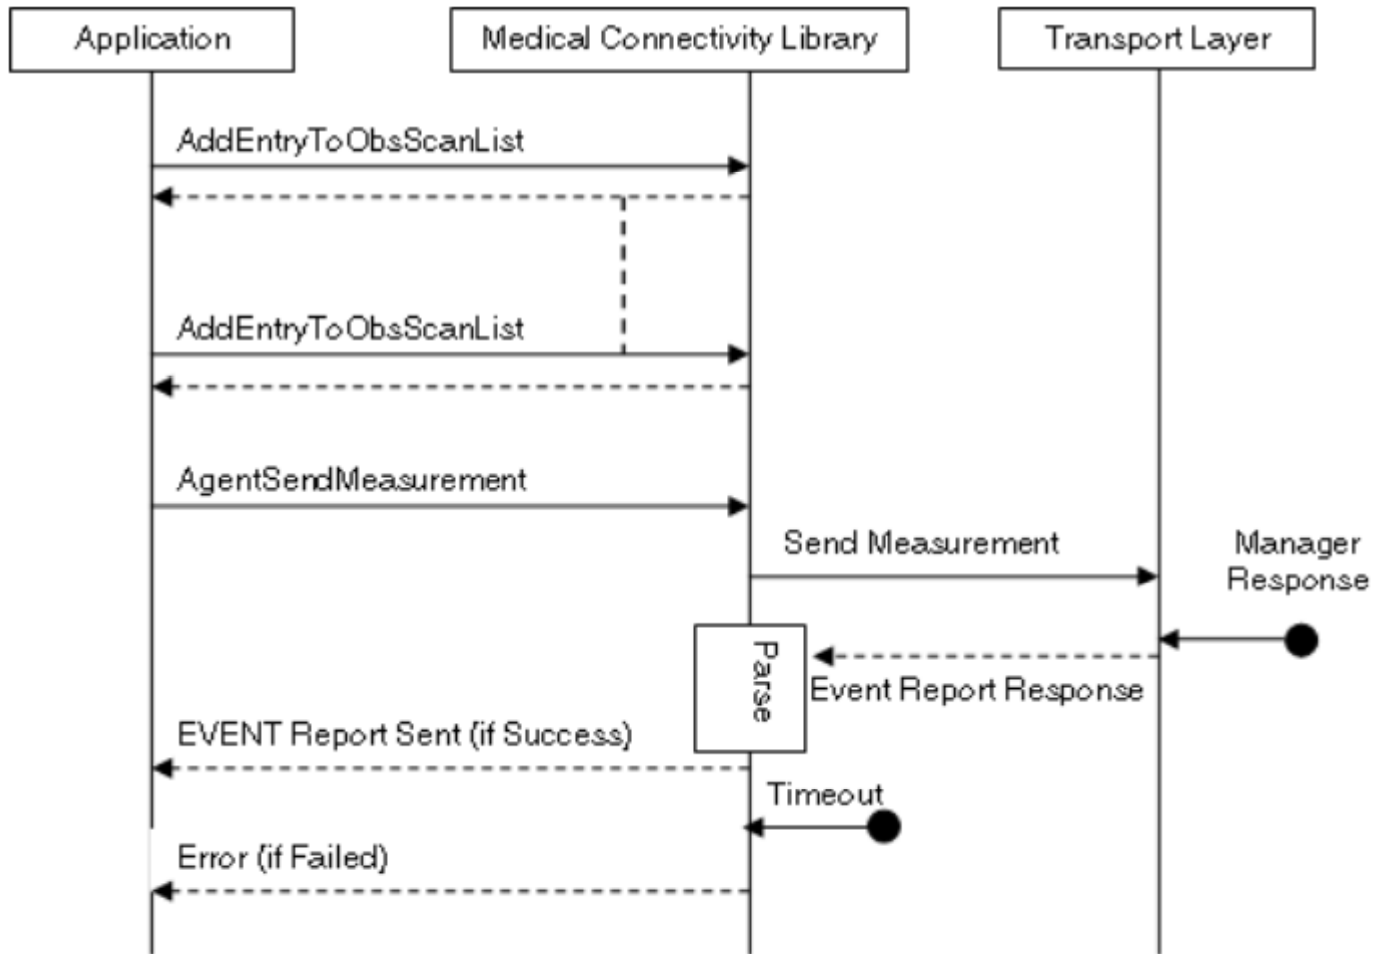 Application
Medical Connectivity Library
Transport Layer
AddEntryToObsScanList
AddEntryToObsScanList
AgentSendMeasurement
Send Measurement
Manager
Response
Parse
Event Report Response
EVENT Report Sent (if Success)
Timeout
Error (if Failed)